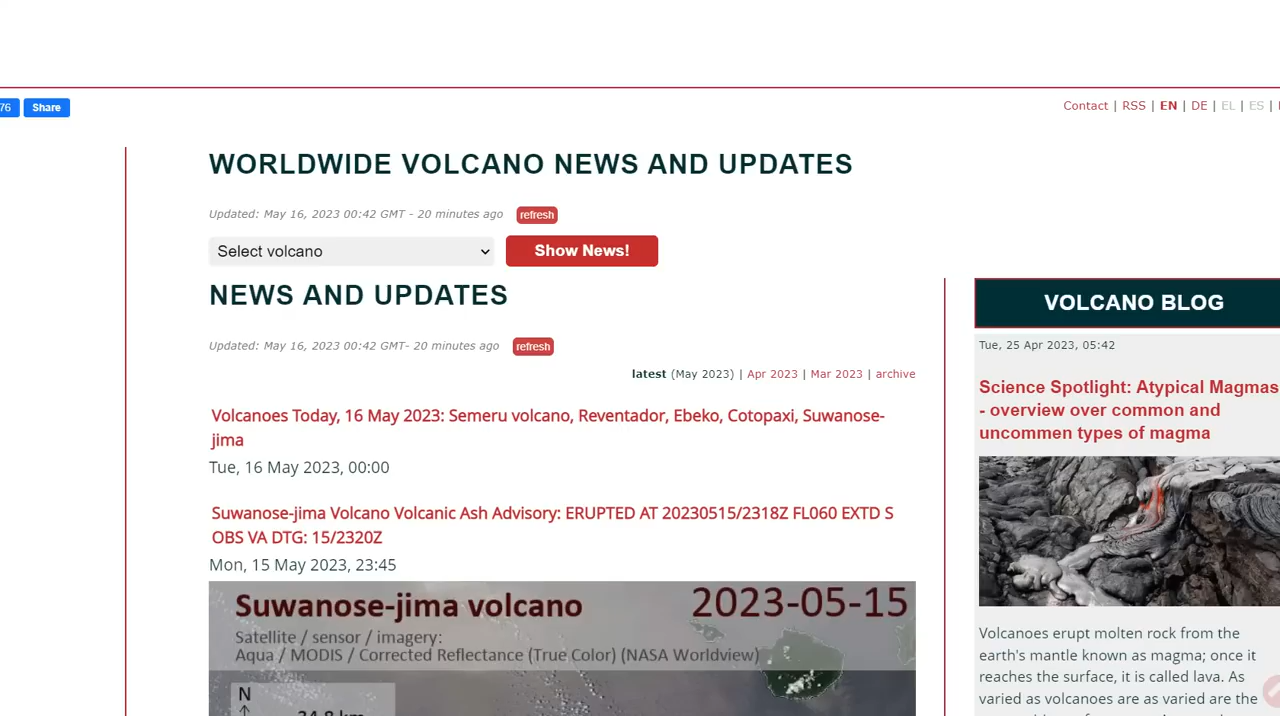 76 Share
Contact | RSS | EN | DE | EL | ES |
WORLDWIDE VOLCANO NEWS AND UPDATES
Updated: May 16, 2023 00:42 GMT - 20 minutes ago refresh
Select volcano Show News!
NEWS AND UPDATES
Updated: May 16, 2023 00:42 GMT- 20 minutes ago refresh
latest (May 2023) | Apr 2023 | Mar 2023 | archive
Volcanoes Today, 16 May 2023: Semeru volcano, Reventador, Ebeko, Cotopaxi, Suwanose-
jima
Tue, 16 May 2023, 00:00
Suwanose-jima Volcano Volcanic Ash Advisory: ERUPTED AT 20230515/2318Z FL060 EXTD S
OBS VA DTG: 15/2320Z
Mon, 15 May 2023, 23:45
Suwanose-jima volcano 2023-05-15
Satellite / sensor / imagery:
Aqua / MODIS / Corrected Reflectance (True Color) (NASA Worldview)
N
34.8 km
VOLCANO BLOG
Tue, 25 Apr 2023, 05:42
Science Spotlight: Atypical Magmas
- overview over common and
uncommen types of magma
Volcanoes erupt molten rock from the
earth's mantle known as magma; once it
reaches the surface, it is called lava. As
varied as volcanoes are as varied are the